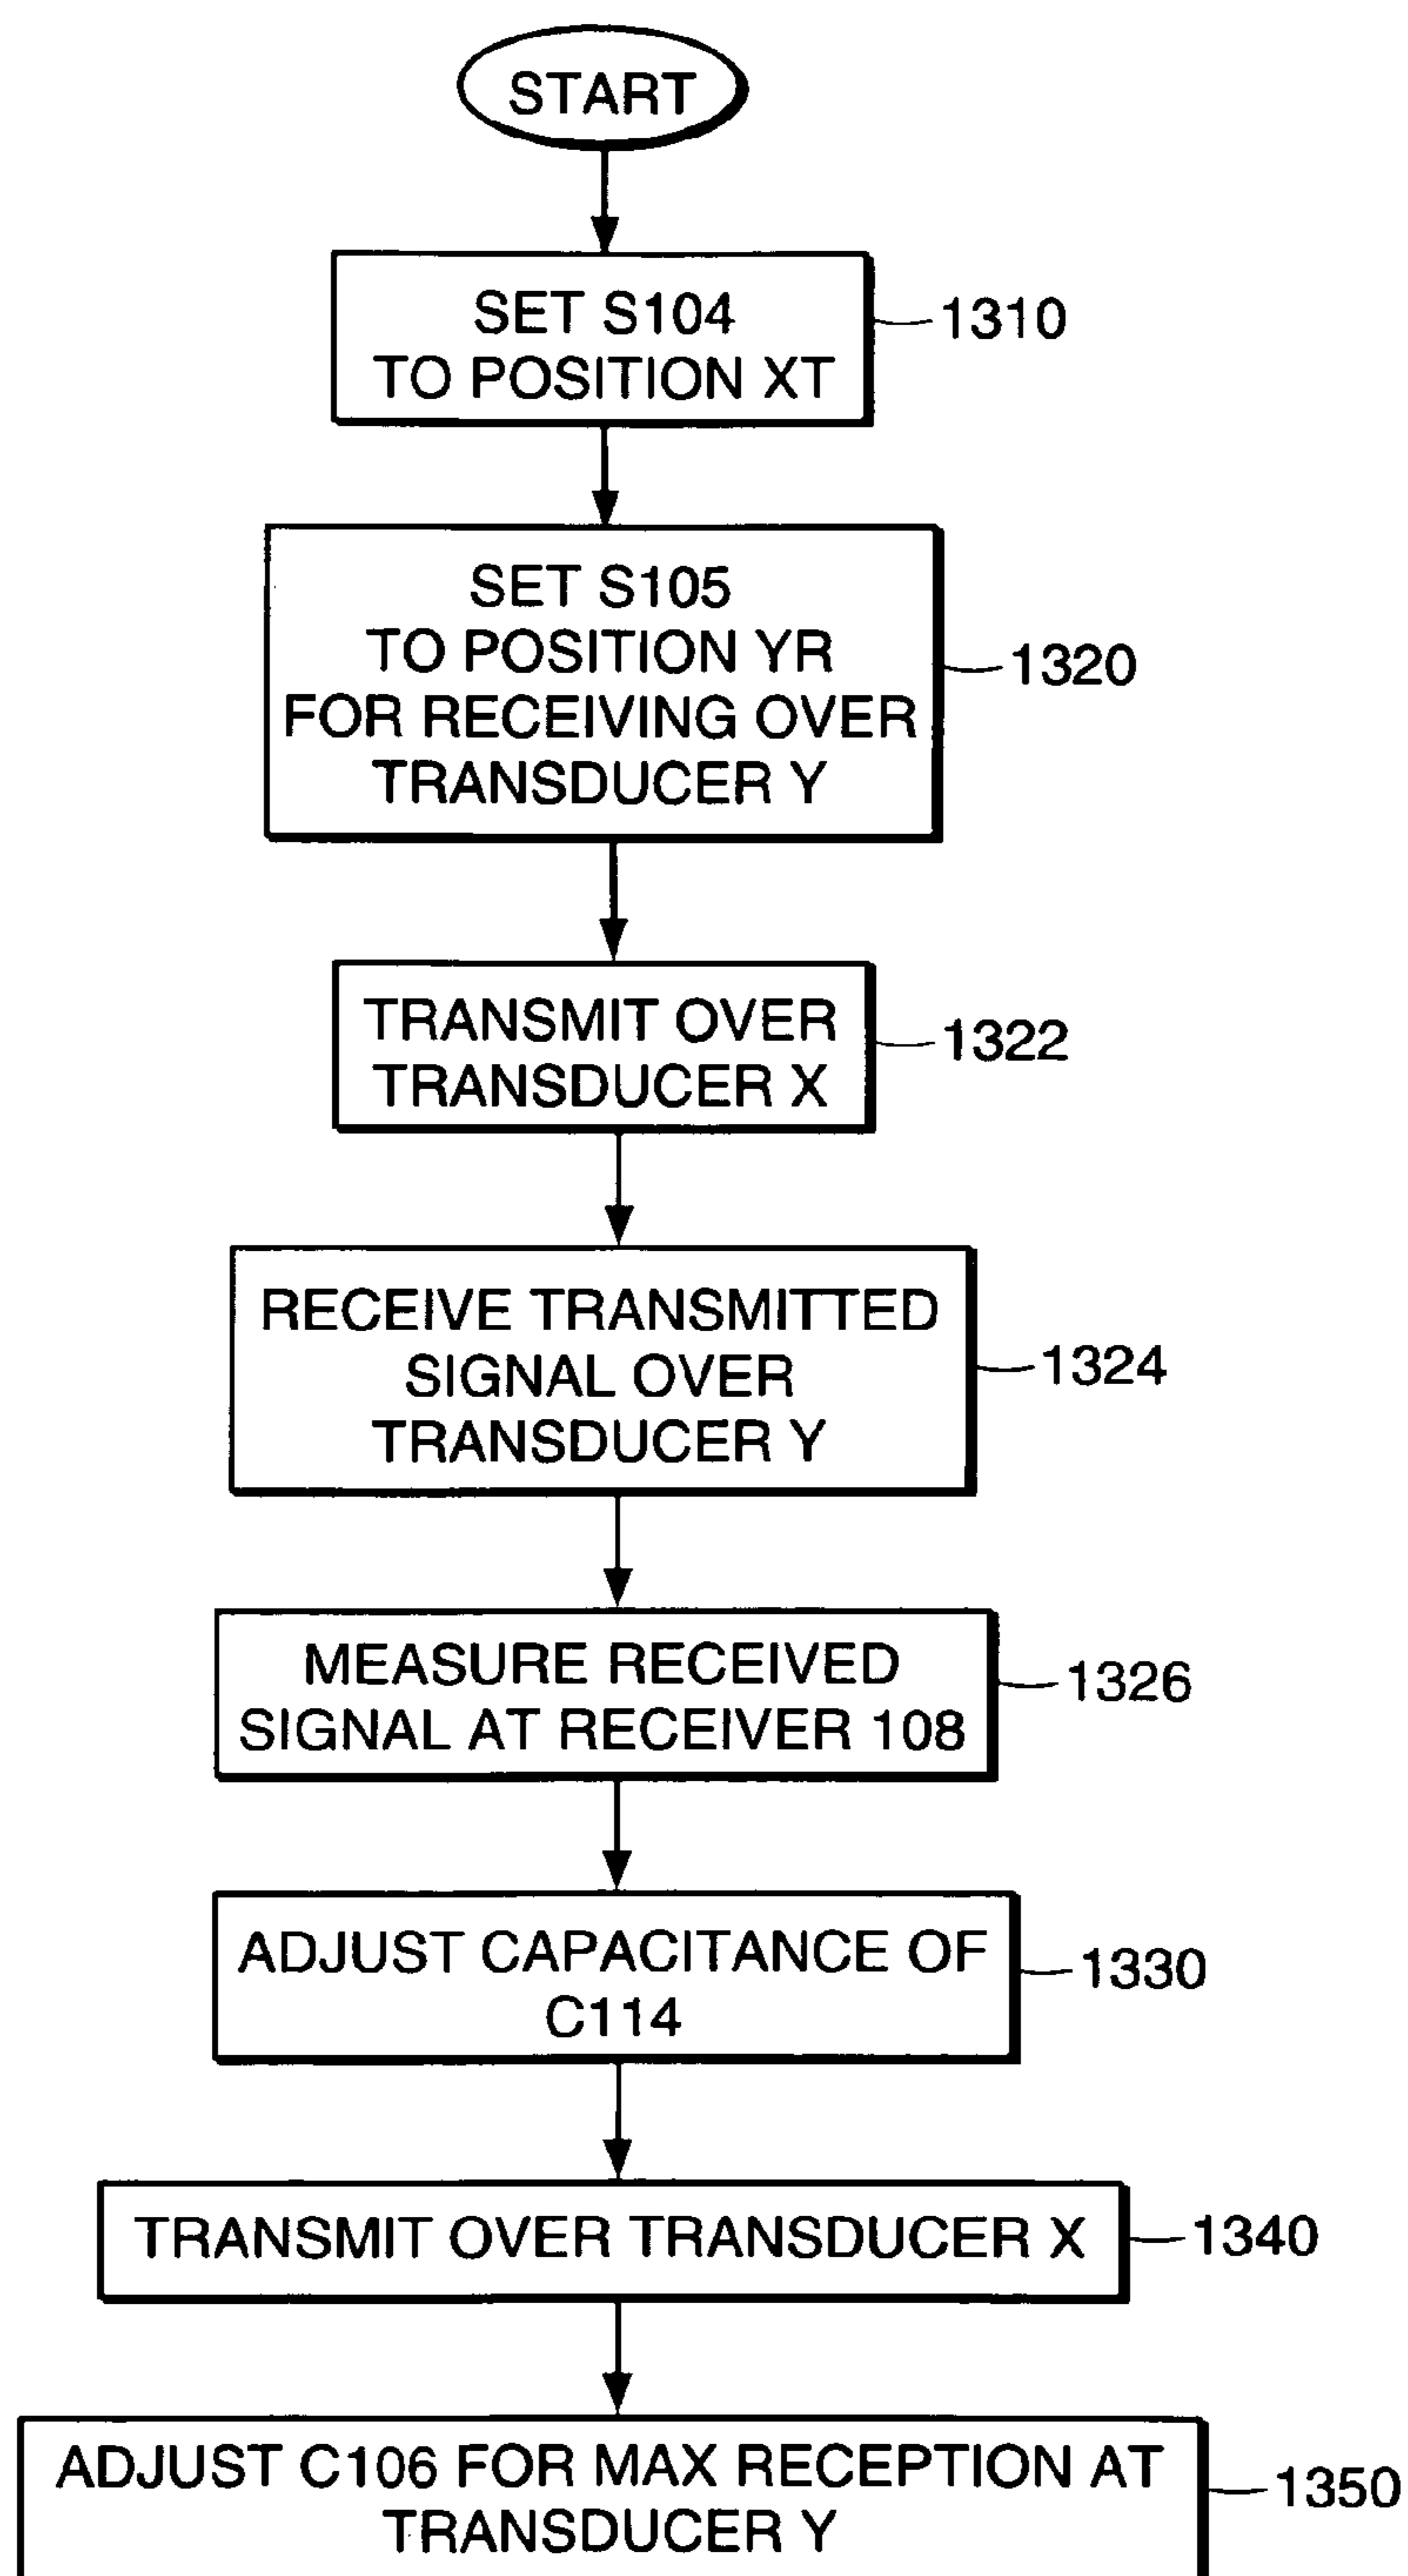 START
SET S104
TO POSITION XT
1310
SET S105
TO POSITION YR
FOR RECEIVING OVER
TRANSDUCER Y
1320
TRANSMIT OVER
TRANSDUCER X
1322
RECEIVE TRANSMITTED
SIGNAL OVER
TRANSDUCER Y
1324
MEASURE RECEIVED
SIGNAL AT RECEIVER 108
1326
ADJUST CAPACITANCE OF
C114
1330
TRANSMIT OVER TRANSDUCER X
1340
ADJUST C106 FOR MAX RECEPTION AT
TRANSDUCER Y
1350